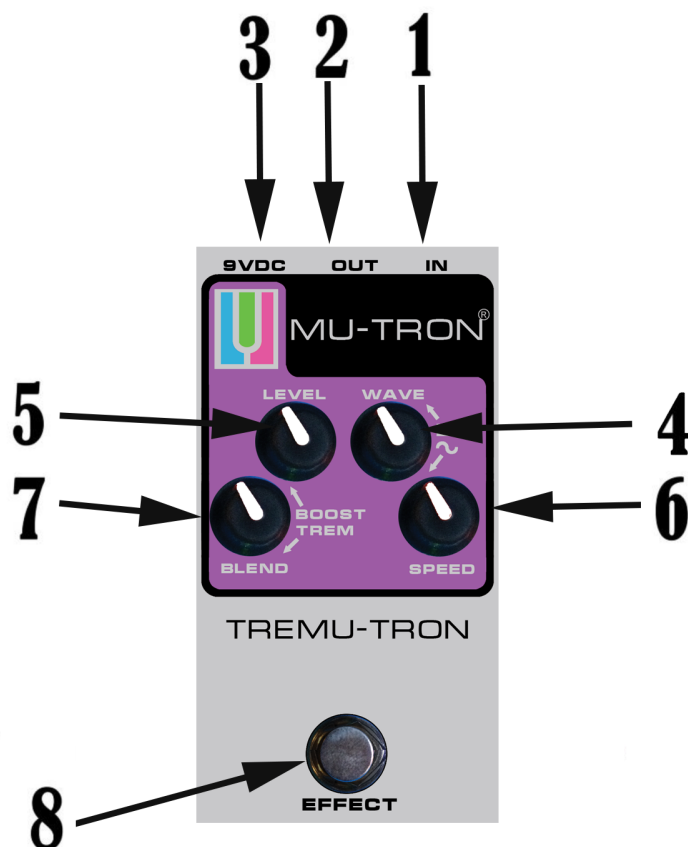 3 2 1
9VDC OUT IN
MU-TRON®
LEVEL WAVE
5 4
7 6
BOOST
TREM
BLEND SPEED
TREMU-TRON
8
EFFECT